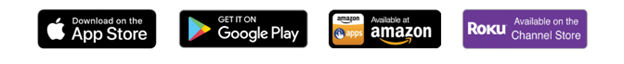 Download on the
App Store
GET IT ON
Google Play
amazon
apps
Available at
amazon
ROKU
Available on the
Channel Store